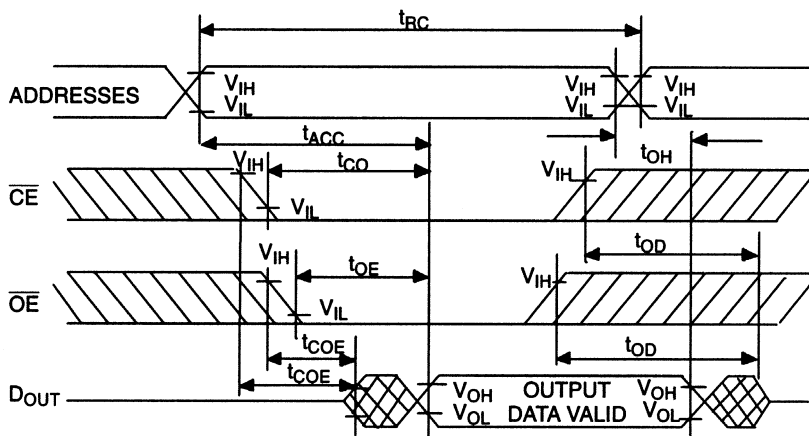 tRC
ADDRESSES
VIH
VIL
VIH
VIL
VIH
VIL
tACC
tOH
CE
VIH
tCO
VIL
VIH
tOD
OE
VIH
tOE
VIL
VIH
tCOE
tOD
tCOE
DOUT
VOH
VOL
OUTPUT
DATA VALID
VOH
VOL